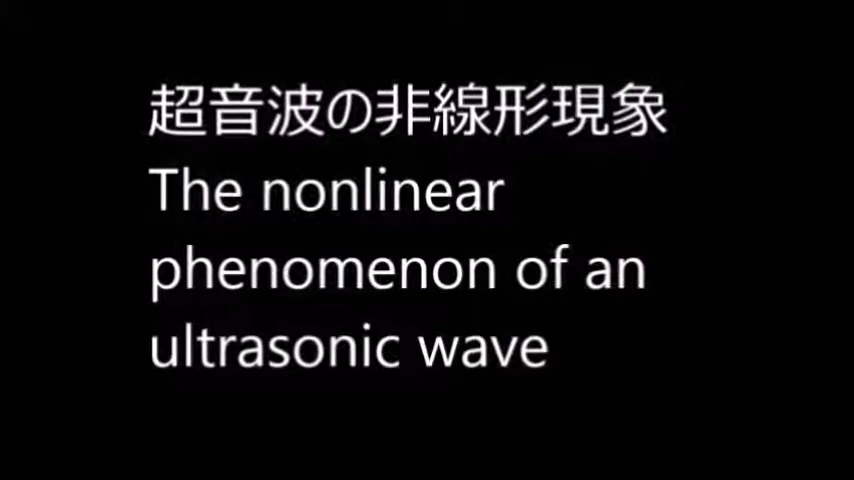 超音波の非線形現象
The nonlinear
phenomenon of an
ultrasonic wave